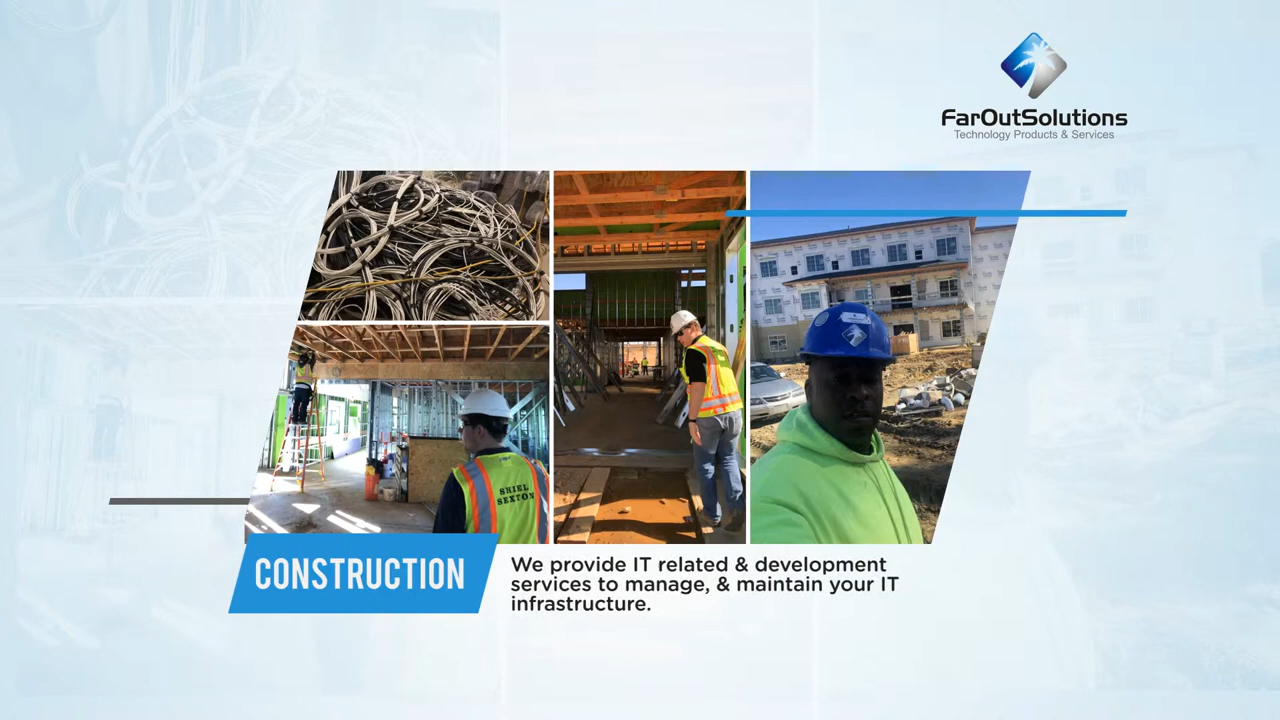 FarOutSolutions
Technology Products & Services
SHIEL
SEXTON
CONSTRUCTION
We provide IT related & development
services to manage, & maintain your IT
infrastructure.